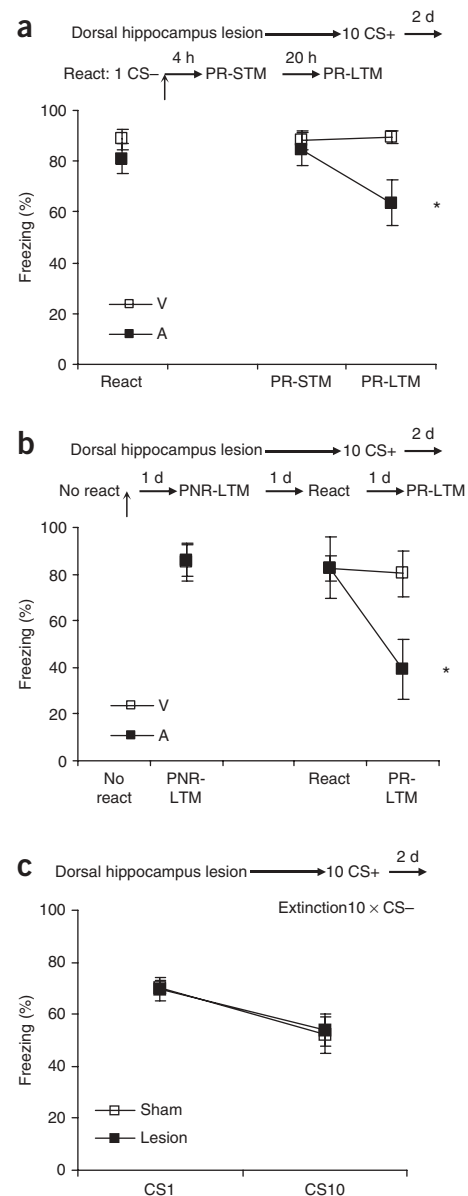 a
2 d
Dorsal hippocampus lesion 10 CS+
4 h 20 h
React: 1 CS– PR-STM PR-LTM
100
80
60
40
20
0
Freezing (%)
*
V
A
React PR-STM PR-LTM
b
2 d
Dorsal hippocampus lesion 10 CS+
1 d 1 d 1 d
No react PNR-LTM React PR-LTM
100
80
60
40
20
0
Freezing (%)
*
V
A
No react PNR-LTM React PR-LTM
c
2 d
Dorsal hippocampus lesion 10 CS+
Extinction10 × CS–
100
80
60
40
20
0
Freezing (%)
Sham
Lesion
CS1 CS10